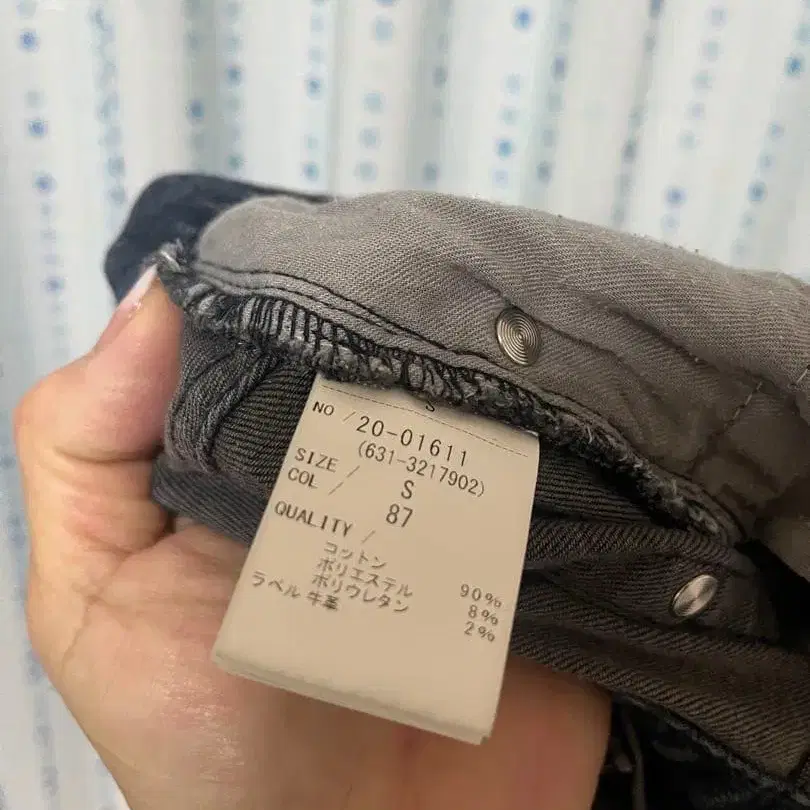 S
NO / 20-01611
(631-3217902)
SIZE / S
COL / 87
QUALITY /
コットン 90%
ポリエステル 8%
ポリウレタン 2%
ラベル 牛革